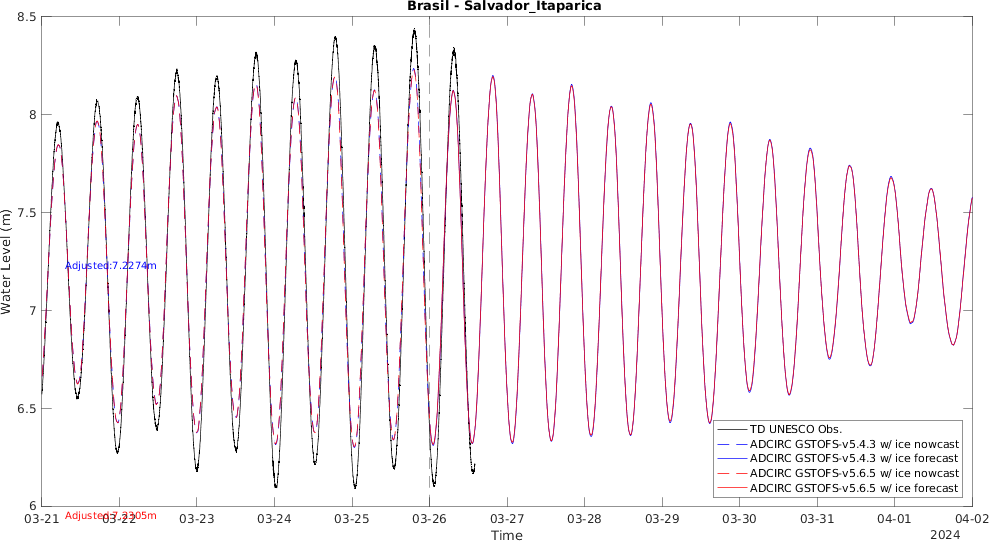 Brasil - Salvador_Itaparica
8.5
8
7.5
7
6.5
6
Water Level (m)
Adjusted:7.2274m
Adjusted:7.2305m
TD UNESCO Obs.
ADCIRC GSTOFS-v5.4.3 w/ ice nowcast
ADCIRC GSTOFS-v5.4.3 w/ ice forecast
ADCIRC GSTOFS-v5.6.5 w/ ice nowcast
ADCIRC GSTOFS-v5.6.5 w/ ice forecast
03-21 03-22 03-23 03-24 03-25 03-26 03-27 03-28 03-29 03-30 03-31 04-01 04-02
Time
2024